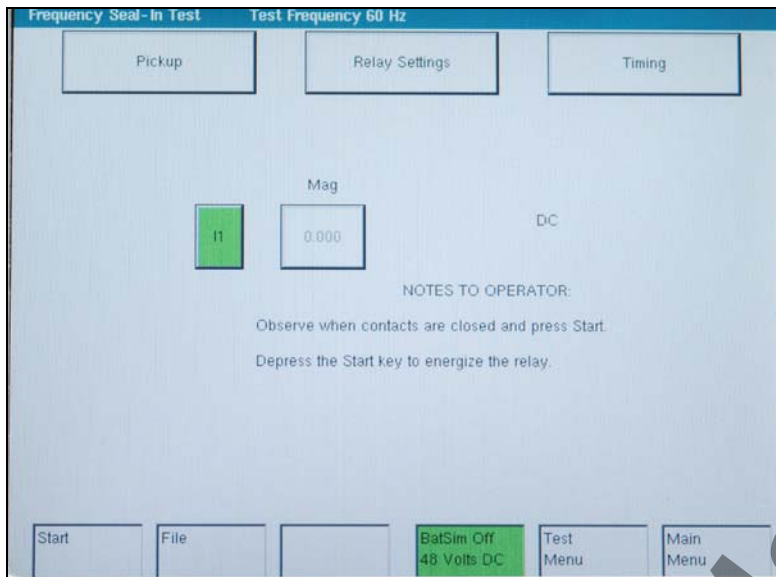 Frequency Seal-In Test Test Frequency 60 Hz
Pickup Relay Settings Timing
Mag
I1 0.000 DC
NOTES TO OPERATOR:
Observe when contacts are closed and press Start.
Depress the Start key to energize the relay.
Start File BatSim Off Test Main
48 Volts DC Menu Menu